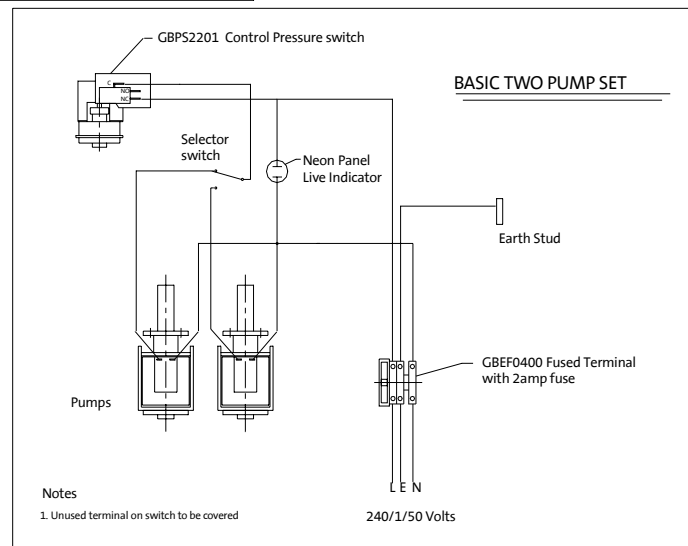 GBPS2201 Control Pressure switch
BASIC TWO PUMP SET
C
NO
NC
Selector
switch
Neon Panel
Live Indicator
Earth Stud
GBEF0400 Fused Terminal
with 2amp fuse
Pumps
L E N
Notes
1. Unused terminal on switch to be covered
240/1/50 Volts